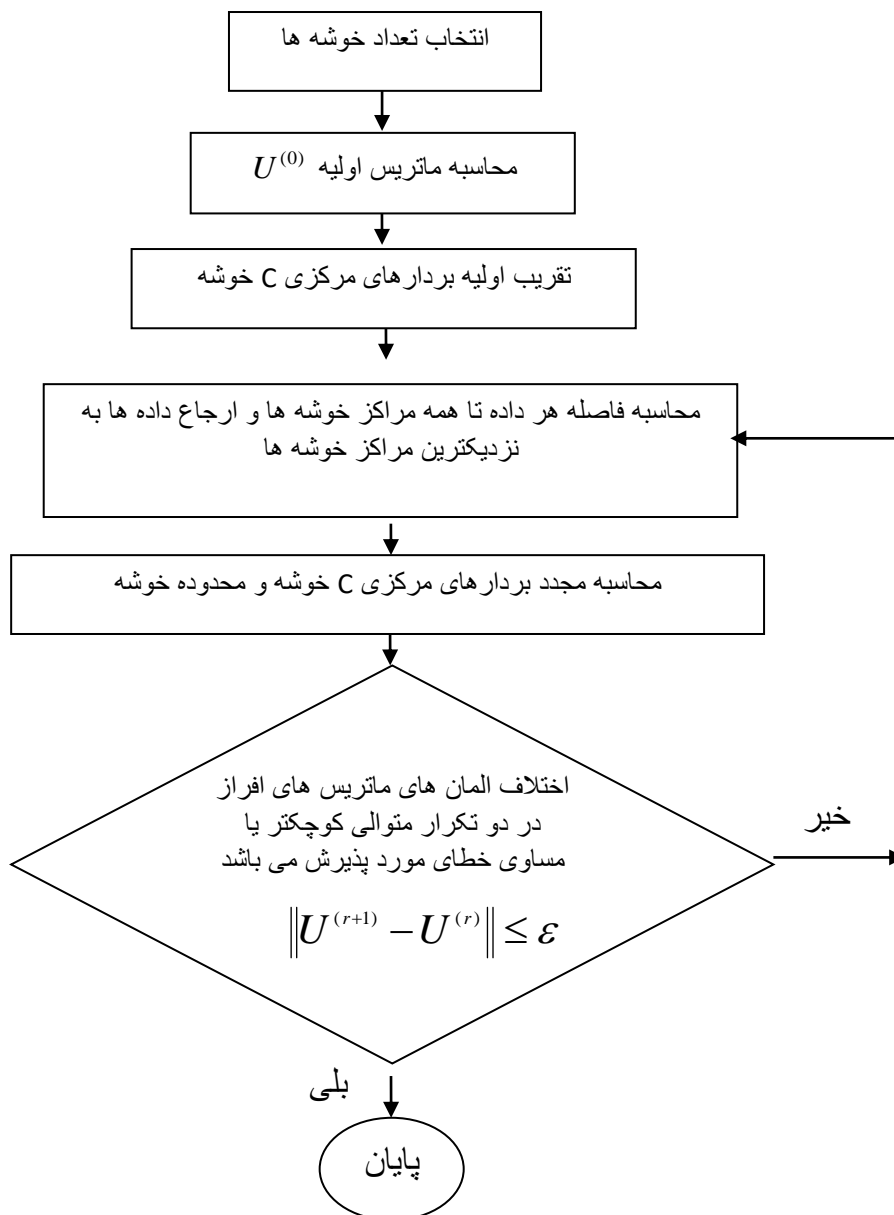 انتخاب تعداد خوشه ها
محاسبه ماتریس اولیه U^(0)
تقریب اولیه بردارهای مرکزی C خوشه
محاسبه فاصله هر داده تا همه مراکز خوشه ها و ارجاع داده ها به
نزدیکترین مراکز خوشه ها
محاسبه مجدد بردارهای مرکزی C خوشه و محدوده خوشه
اختلاف المان های ماتریس های افراز
در دو تکرار متوالی کوچکتر یا
مساوی خطای مورد پذیرش می باشد
‖U^(r+1) − U^(r)‖ ≤ ε
خیر
بلی
پایان